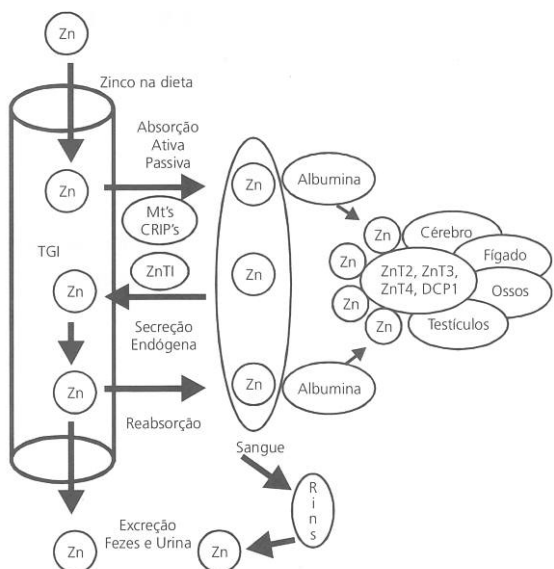 Zn
Zinco na dieta
Absorção
Ativa
Passiva
Zn
Zn
Albumina
Mt's
CRIP's
TGI
ZnTI
Zn
Zn
Secreção
Endógena
Zn
Zn
Albumina
Reabsorção
Zn
Zn
Zn
Zn
Cérebro
Fígado
Ossos
Testículos
ZnT2, ZnT3,
ZnT4, DCP1
Sangue
Rins
Excreção
Fezes e Urina
Zn
Zn